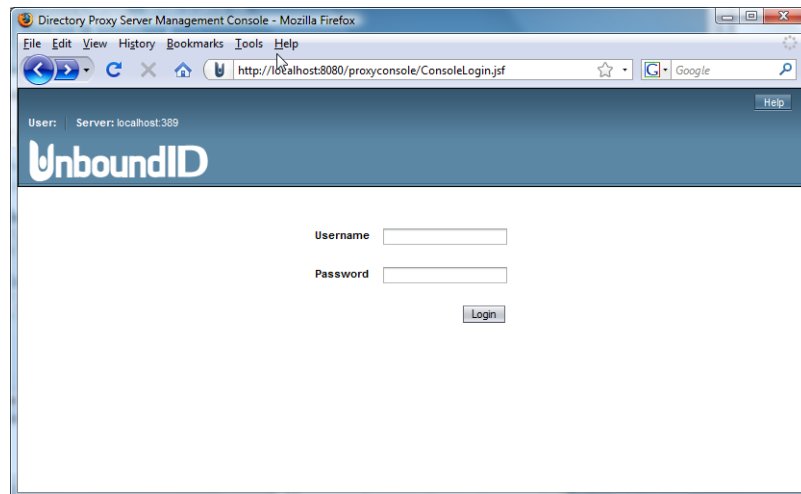 Directory Proxy Server Management Console - Mozilla Firefox
File Edit View History Bookmarks Tools Help
http://localhost:8080/proxyconsole/ConsoleLogin.jsf G Google
Help
User: Server: localhost:389
UnboundID
Username
Password
Login